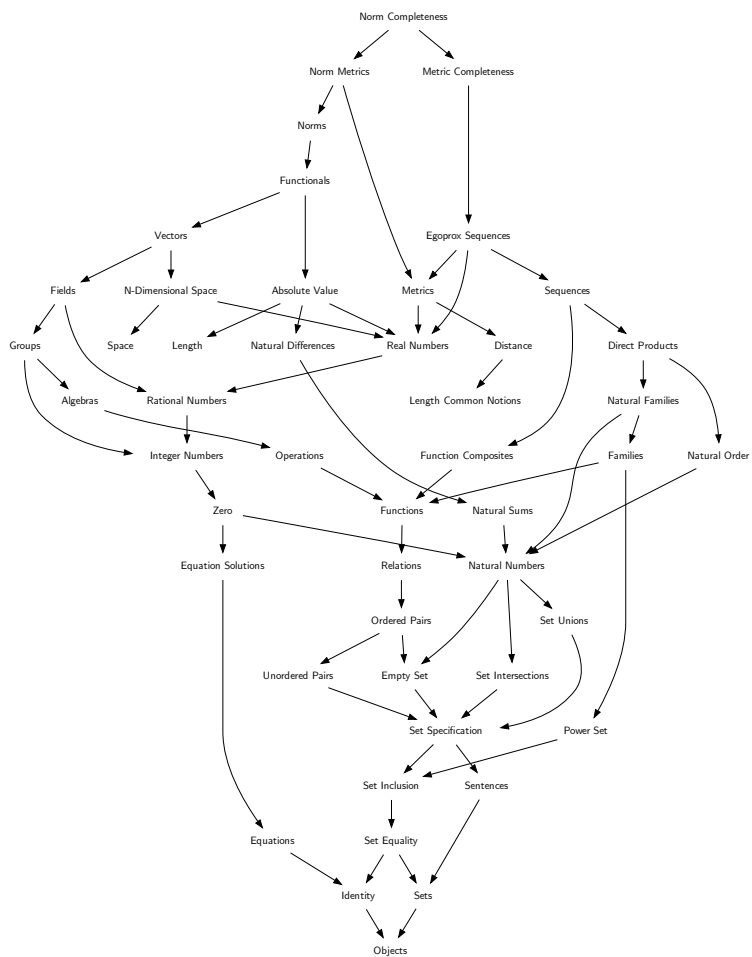 Norm Completeness
Norm Metrics
Metric Completeness
Norms
Functionals
Vectors
Egoprox Sequences
Fields
N-Dimensional Space
Absolute Value
Metrics
Sequences
Groups
Space
Length
Natural Differences
Real Numbers
Distance
Direct Products
Algebras
Rational Numbers
Length Common Notions
Natural Families
Integer Numbers
Operations
Function Composites
Families
Natural Order
Zero
Functions
Natural Sums
Equation Solutions
Relations
Natural Numbers
Ordered Pairs
Set Unions
Unordered Pairs
Empty Set
Set Intersections
Set Specification
Power Set
Set Inclusion
Sentences
Equations
Set Equality
Identity
Sets
Objects